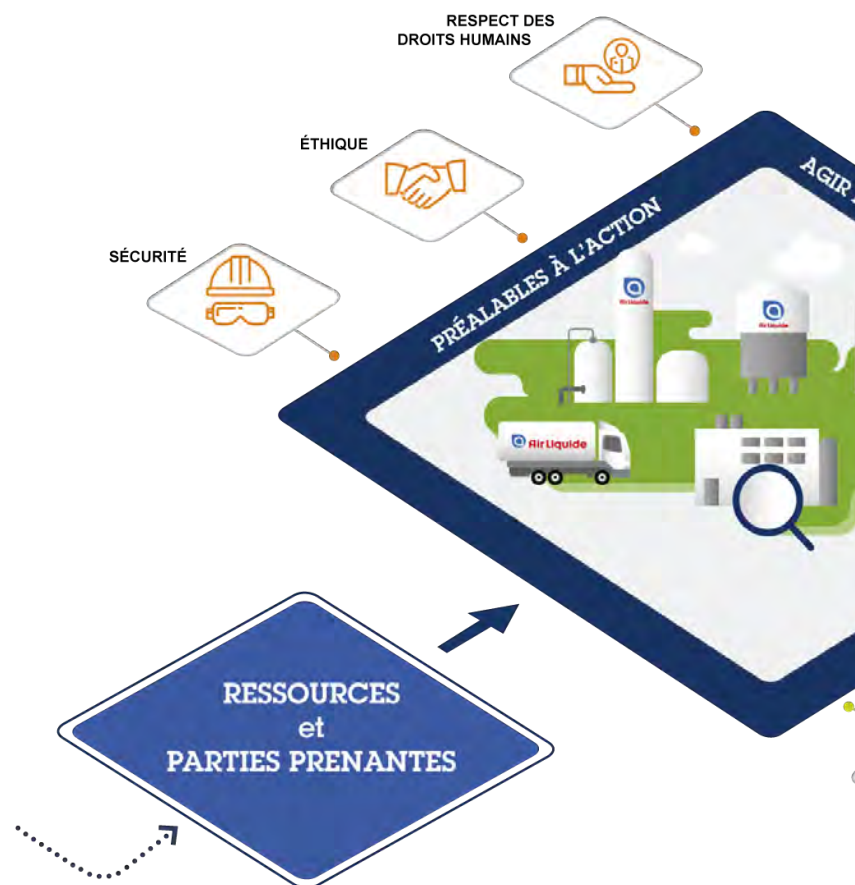 RESPECT DES
DROITS HUMAINS
ÉTHIQUE
SÉCURITÉ
PRÉALABLES À L'ACTION
AGIR
Air Liquide
Air Liquide
Air Liquide
RESSOURCES
et
PARTIES PRENANTES